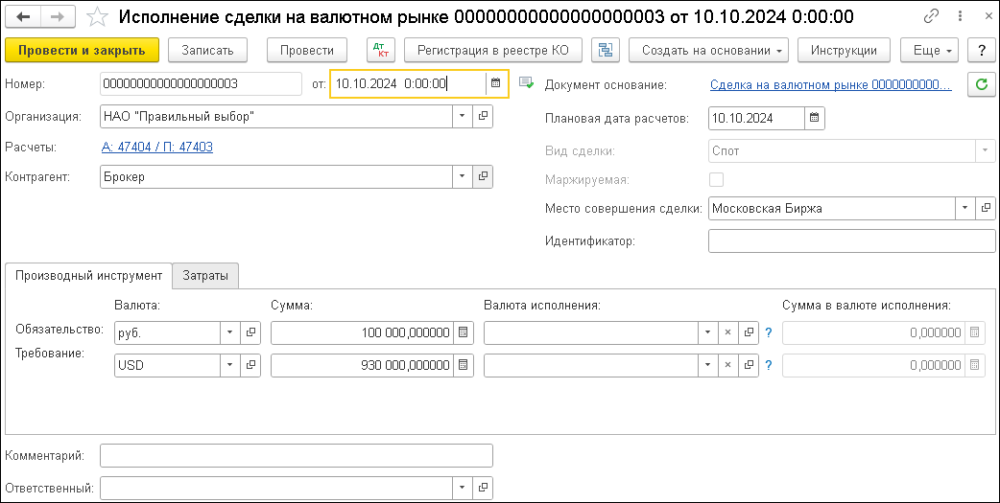 Исполнение сделки на валютном рынке 00000000000000000003 от 10.10.2024 0:00:00
Провести и закрыть Записать Провести Дт Кт Регистрация в реестре КО Создать на основании Инструкции Еще ?
Номер: 00000000000000000003 от: 10.10.2024 0:00:00 Документ основание: Сделка на валютном рынке 0000000000...
Организация: НАО "Правильный выбор" Плановая дата расчетов: 10.10.2024
Расчеты: А: 47404 / П: 47403 Вид сделки: Спот
Контрагент: Брокер Маржируемая:
Место совершения сделки: Московская Биржа
Идентификатор:
Производный инструмент Затраты
Валюта: Сумма: Валюта исполнения: Сумма в валюте исполнения:
Обязательство: руб. 100 000,000000 ? 0,000000
Требование: USD 930 000,000000 ? 0,000000
Комментарий:
Ответственный: